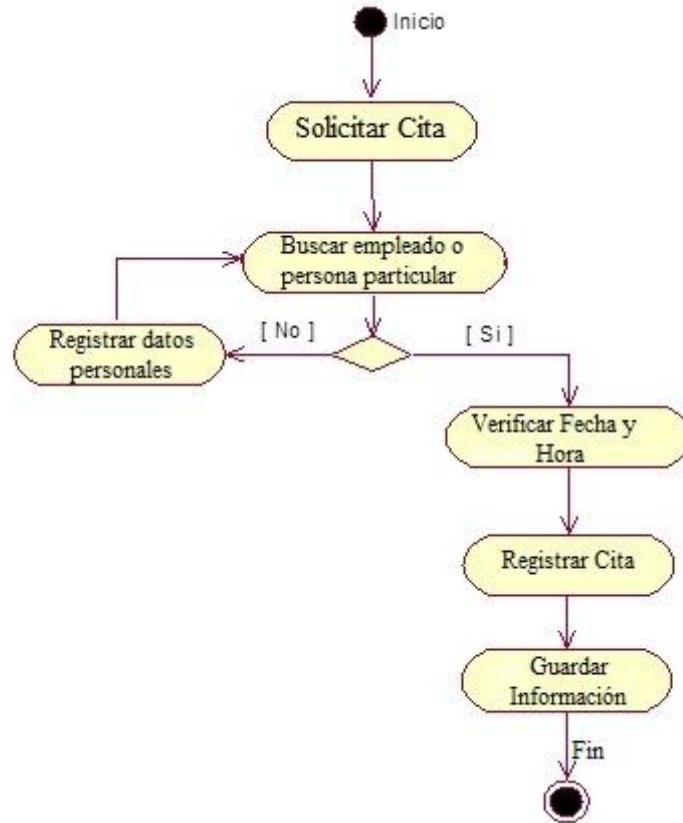 Inicio
Solicitar Cita
Buscar empleado o
persona particular
[ No ]
[ Si ]
Registrar datos
personales
Verificar Fecha y
Hora
Registrar Cita
Guardar
Información
Fin